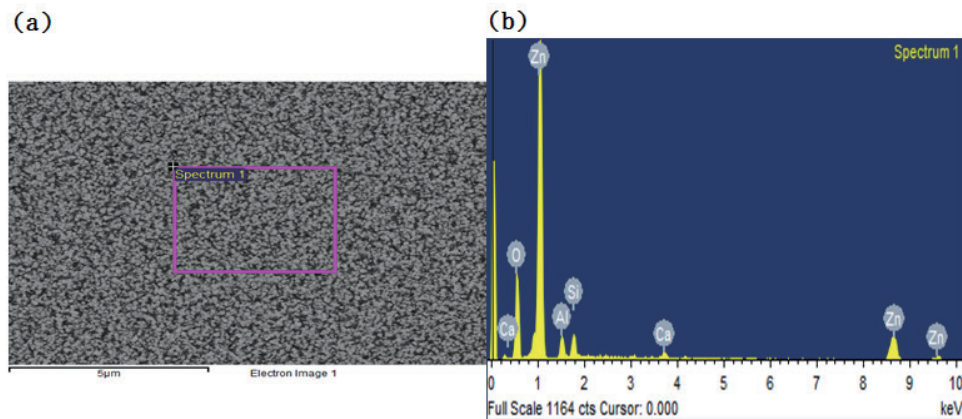 (a)
(b)
Spectrum 1
5μm
Electron Image 1
Spectrum 1
Zn
O
Si
Ca
Al
Ca
Zn
Zn
0 1 2 3 4 5 6 7 8 9 10
Full Scale 1164 cts Cursor: 0.000
keV